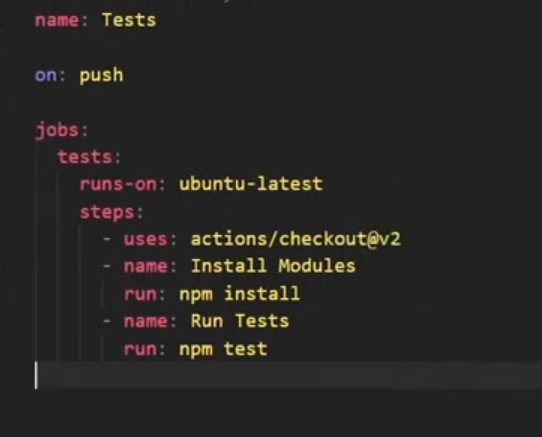 name: Tests
on: push
jobs:
  tests:
    runs-on: ubuntu-latest
    steps:
      - uses: actions/checkout@v2
      - name: Install Modules
        run: npm install
      - name: Run Tests
        run: npm test